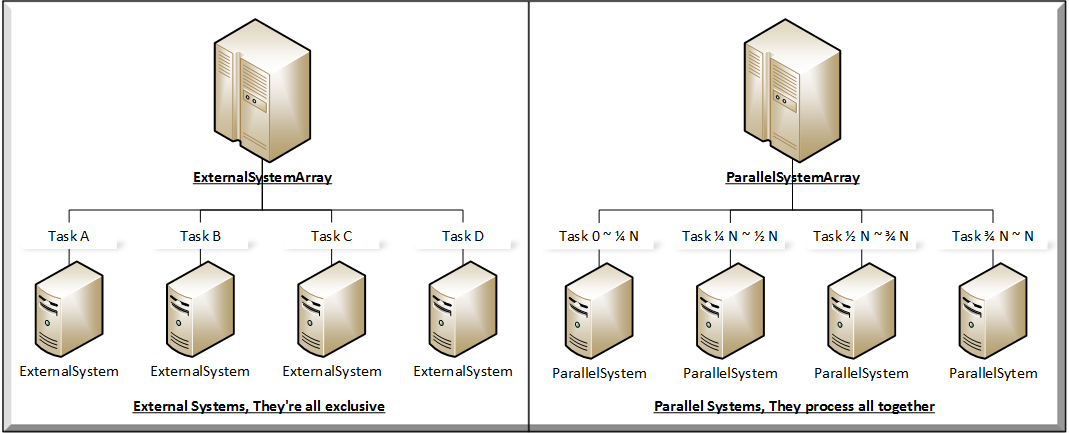 ExternalSystemArray
Task A
Task B
Task C
Task D
ExternalSystem
ExternalSystem
ExternalSystem
ExternalSystem
External Systems, They're all exclusive
ParallelSystemArray
Task 0 ~ ¼ N
Task ¼ N ~ ½ N
Task ½ N ~ ¾ N
Task ¾ N ~ N
ParallelSystem
ParallelSystem
ParallelSystem
ParallelSytem
Parallel Systems, They process all together